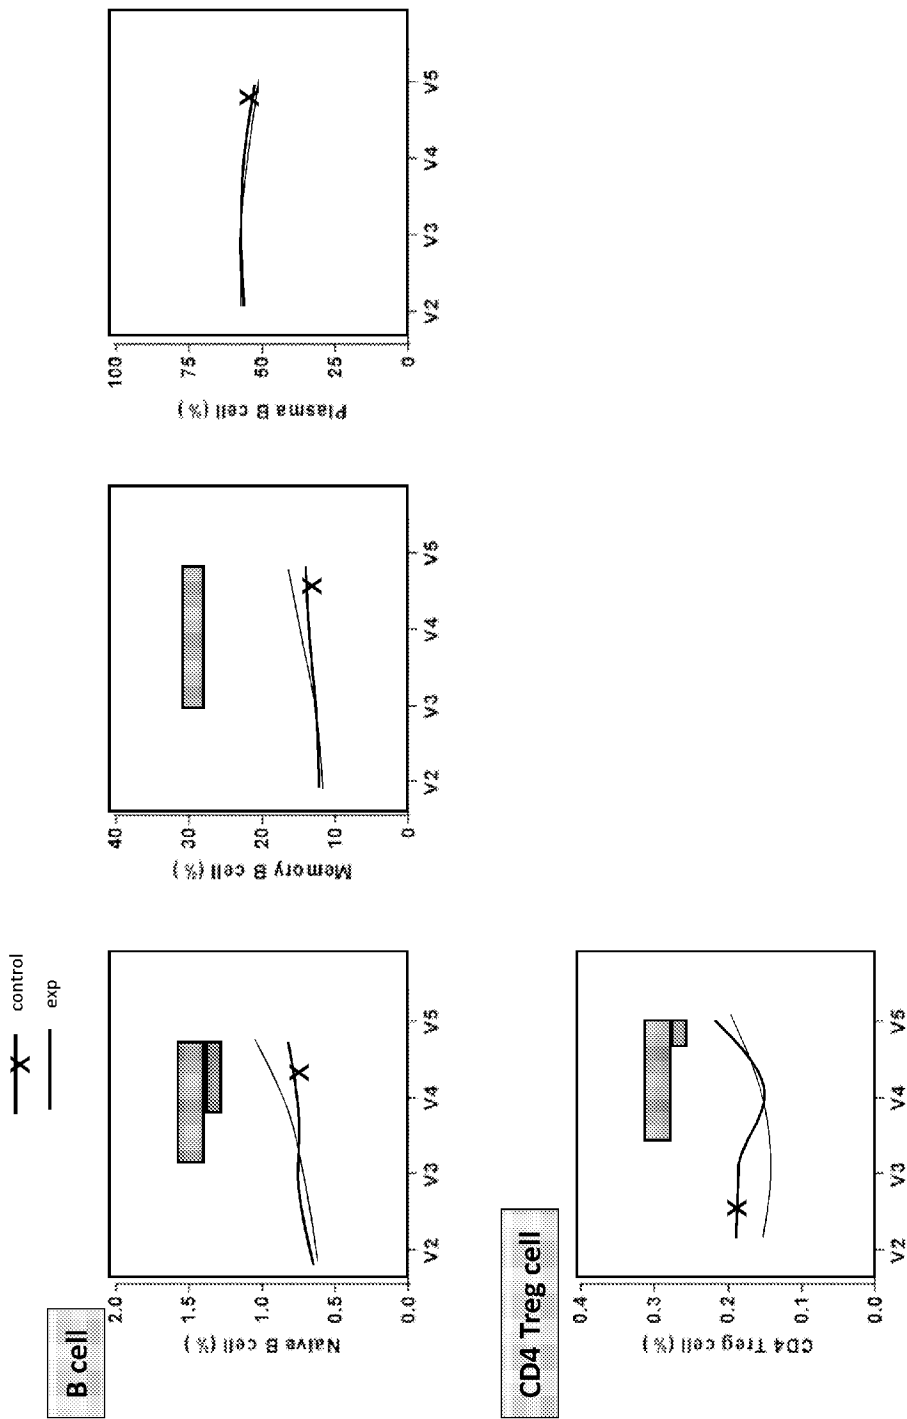 control
exp
B cell
Naive B cell (%)
2.0
1.5
1.0
0.5
0.0
V2
V3
V4
V5
Memory B cell (%)
40
30
20
10
0
V2
V3
V4
V5
Plasma B cell (%)
100
75
50
25
0
V2
V3
V4
V5
CD4 Treg cell
CD4 Treg cell (%)
0.4
0.3
0.2
0.1
0.0
V2
V3
V4
V5